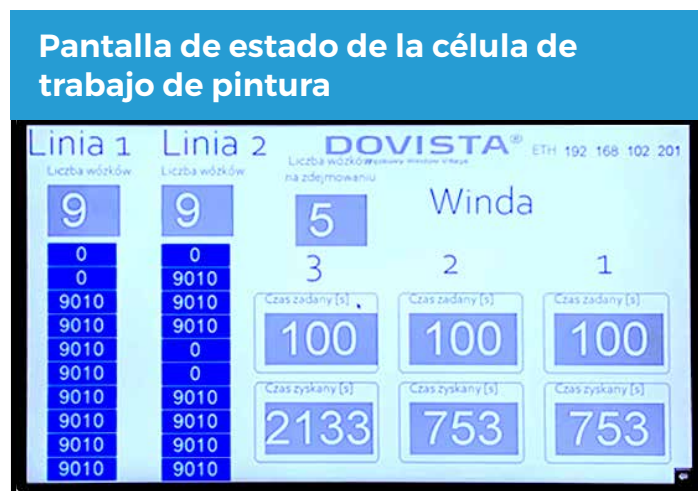 Pantalla de estado de la célula de
trabajo de pintura
Linia 1 Linia 2 DOVISTA® ETH 192 168 102 201
Liczba wózków Liczba wózków Liczba wózków
na zdejmowaniu
9 9 5 Winda
0 0
0 9010
9010 9010
9010 9010
9010 0
9010 0
9010 9010
9010 9010
9010 9010
9010 9010
3 2 1
Czas zadany [s] Czas zadany [s] Czas zadany [s]
100 100 100
Czas zyskany [s] Czas zyskany [s] Czas zyskany [s]
2133 753 753